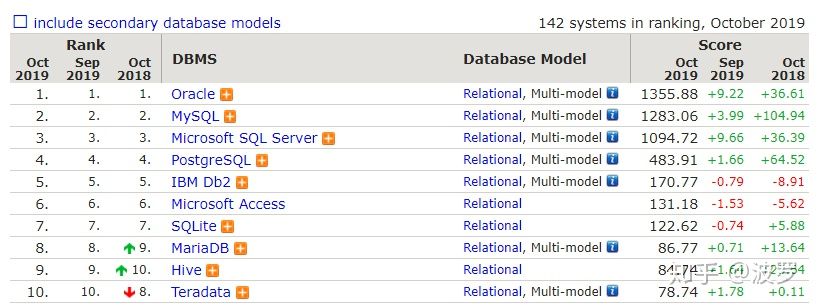 include secondary database models 142 systems in ranking, October 2019
Rank Score
Oct 2019 Sep 2019 Oct 2018 DBMS Database Model Oct 2019 Sep 2019 Oct 2018
1. 1. 1. Oracle Relational, Multi-model 1355.88 +9.22 +36.61
2. 2. 2. MySQL Relational, Multi-model 1283.06 +3.99 +104.94
3. 3. 3. Microsoft SQL Server Relational, Multi-model 1094.72 +9.66 +36.39
4. 4. 4. PostgreSQL Relational, Multi-model 483.91 +1.66 +64.52
5. 5. 5. IBM Db2 Relational, Multi-model 170.77 -0.79 -8.91
6. 6. 6. Microsoft Access Relational 131.18 -1.53 -5.62
7. 7. 7. SQLite Relational 122.62 -0.74 +5.88
8. 8. 9. MariaDB Relational, Multi-model 86.77 +0.71 +13.64
9. 9. 10. Hive Relational 84.74
10. 10. 8. Teradata Relational, Multi-model 78.74 +1.78 +0.11
知乎 @波罗